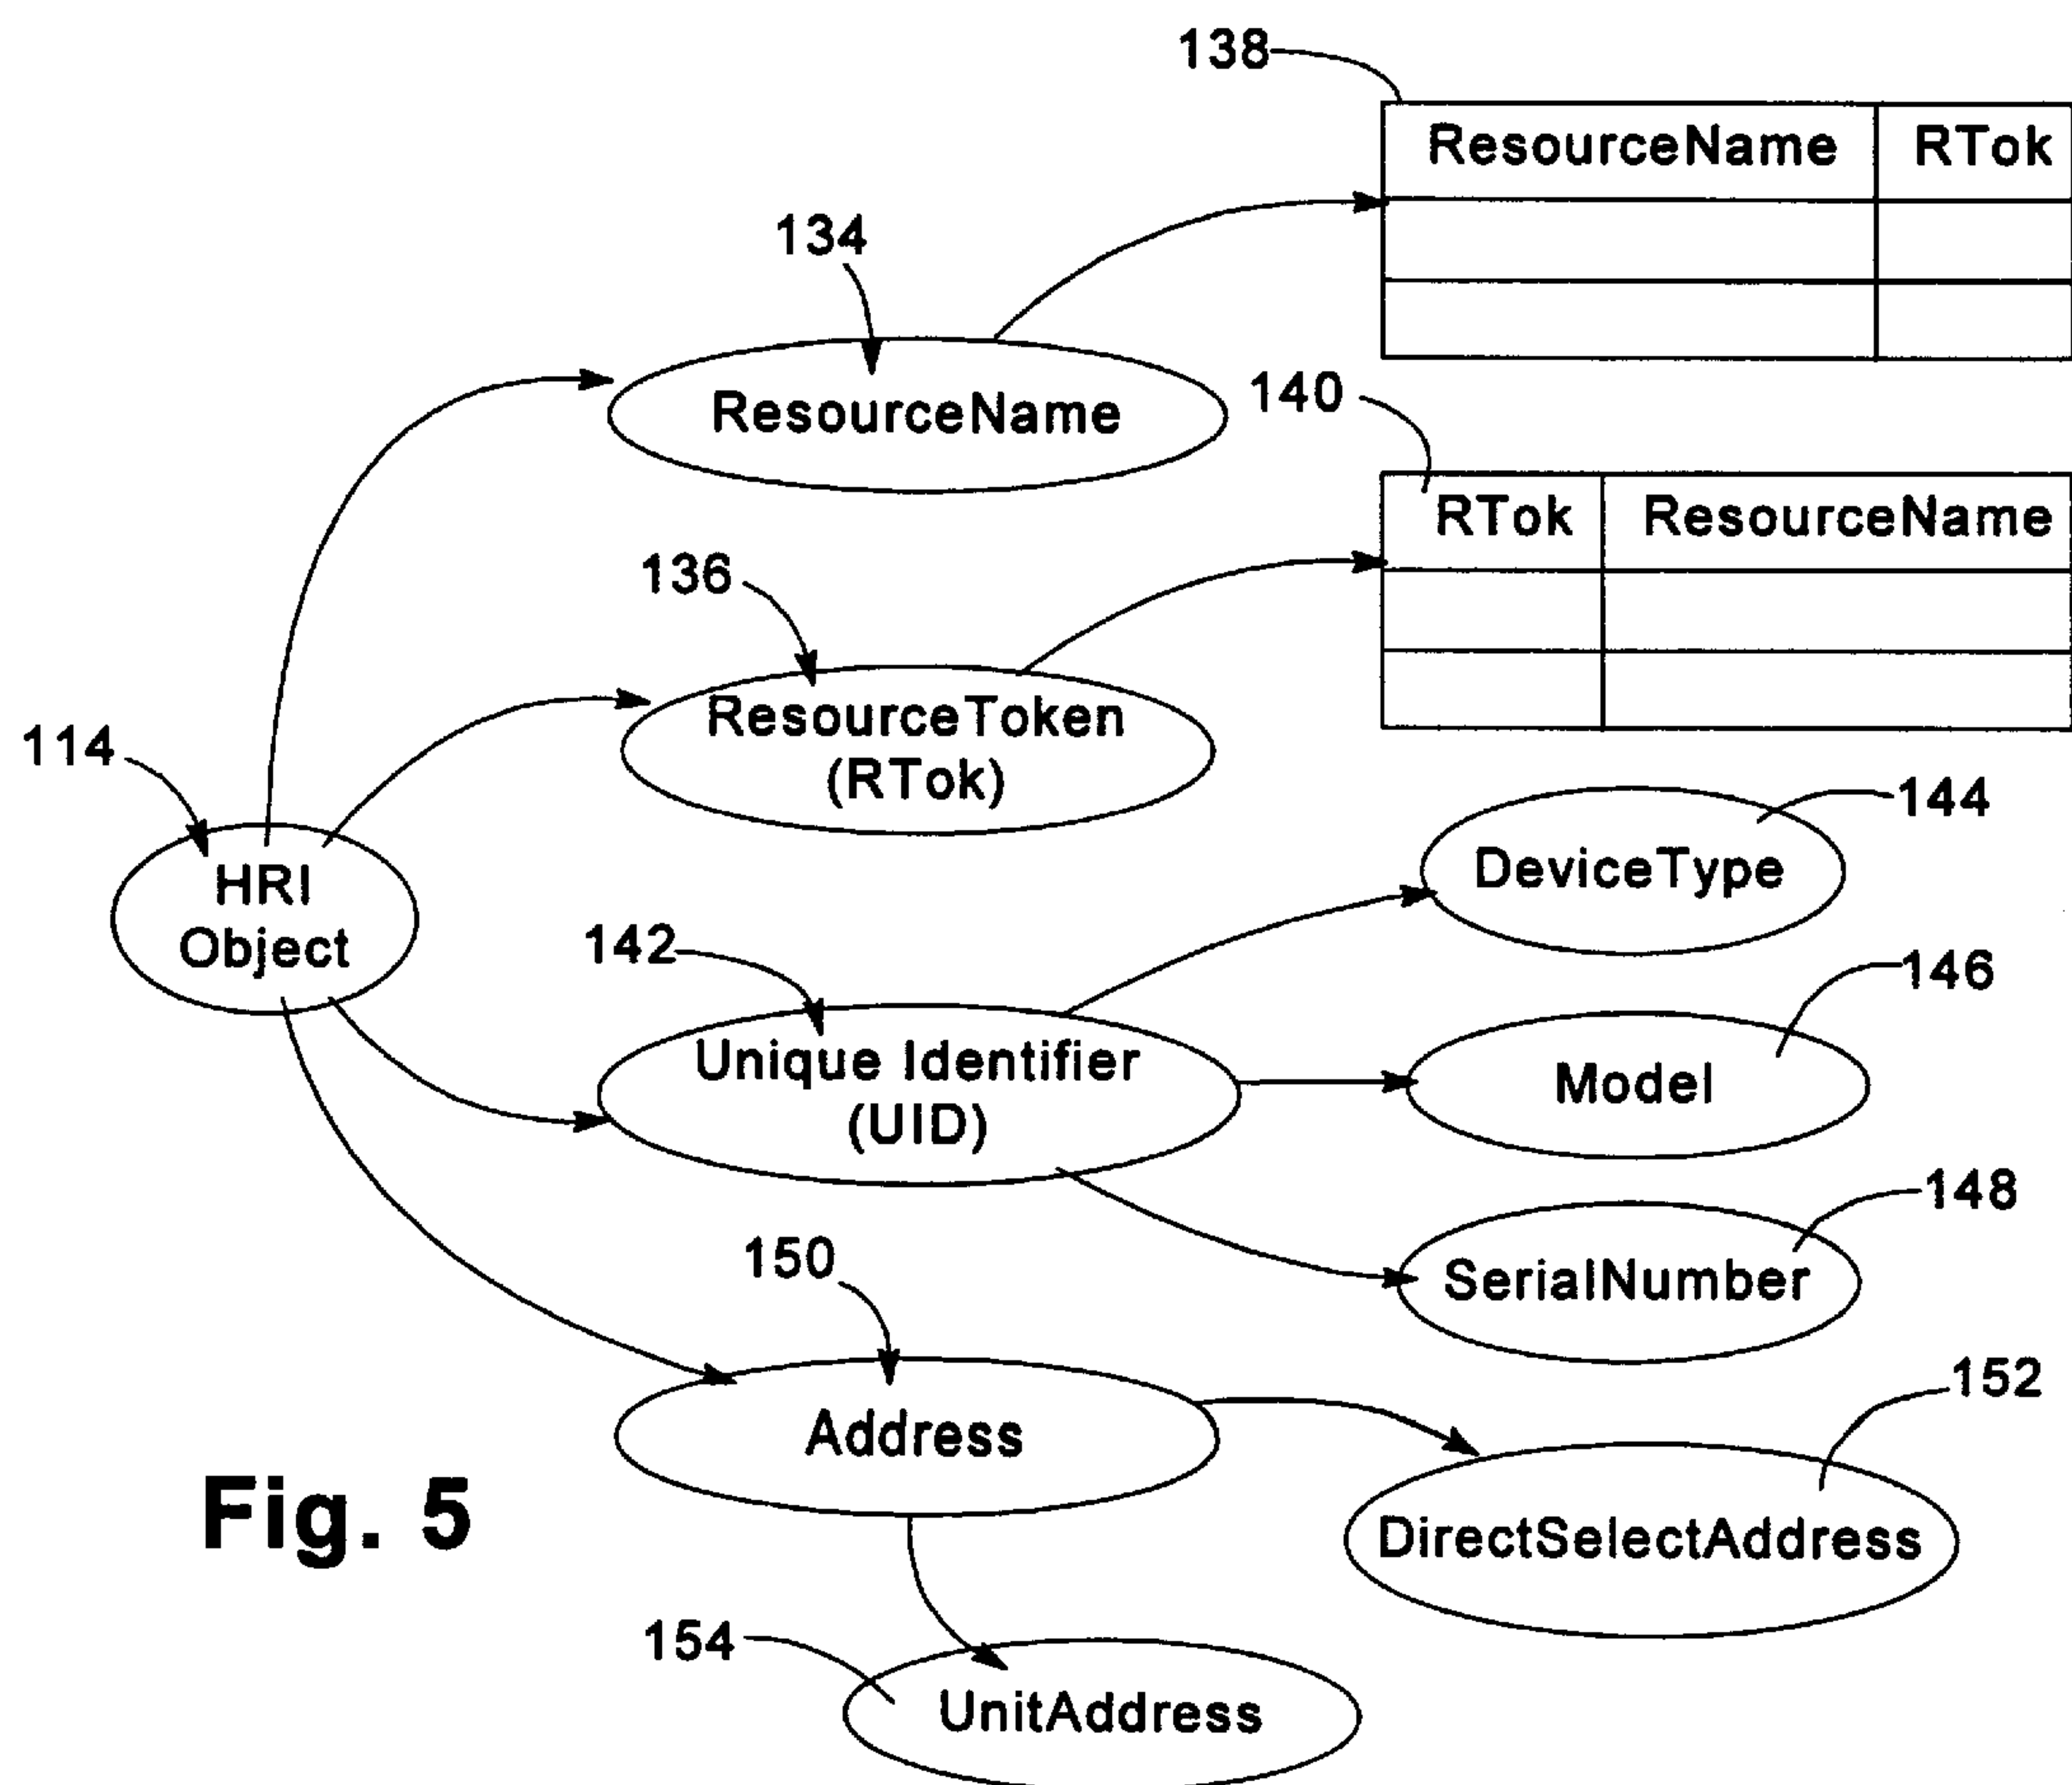 138
ResourceName RTok
134
ResourceName
140
RTok ResourceName
136
ResourceToken
(RTok)
114
HRI
Object
144
DeviceType
142
Unique Identifier
(UID)
146
Model
148
SerialNumber
150
Address
152
DirectSelectAddress
Fig. 5
154
UnitAddress